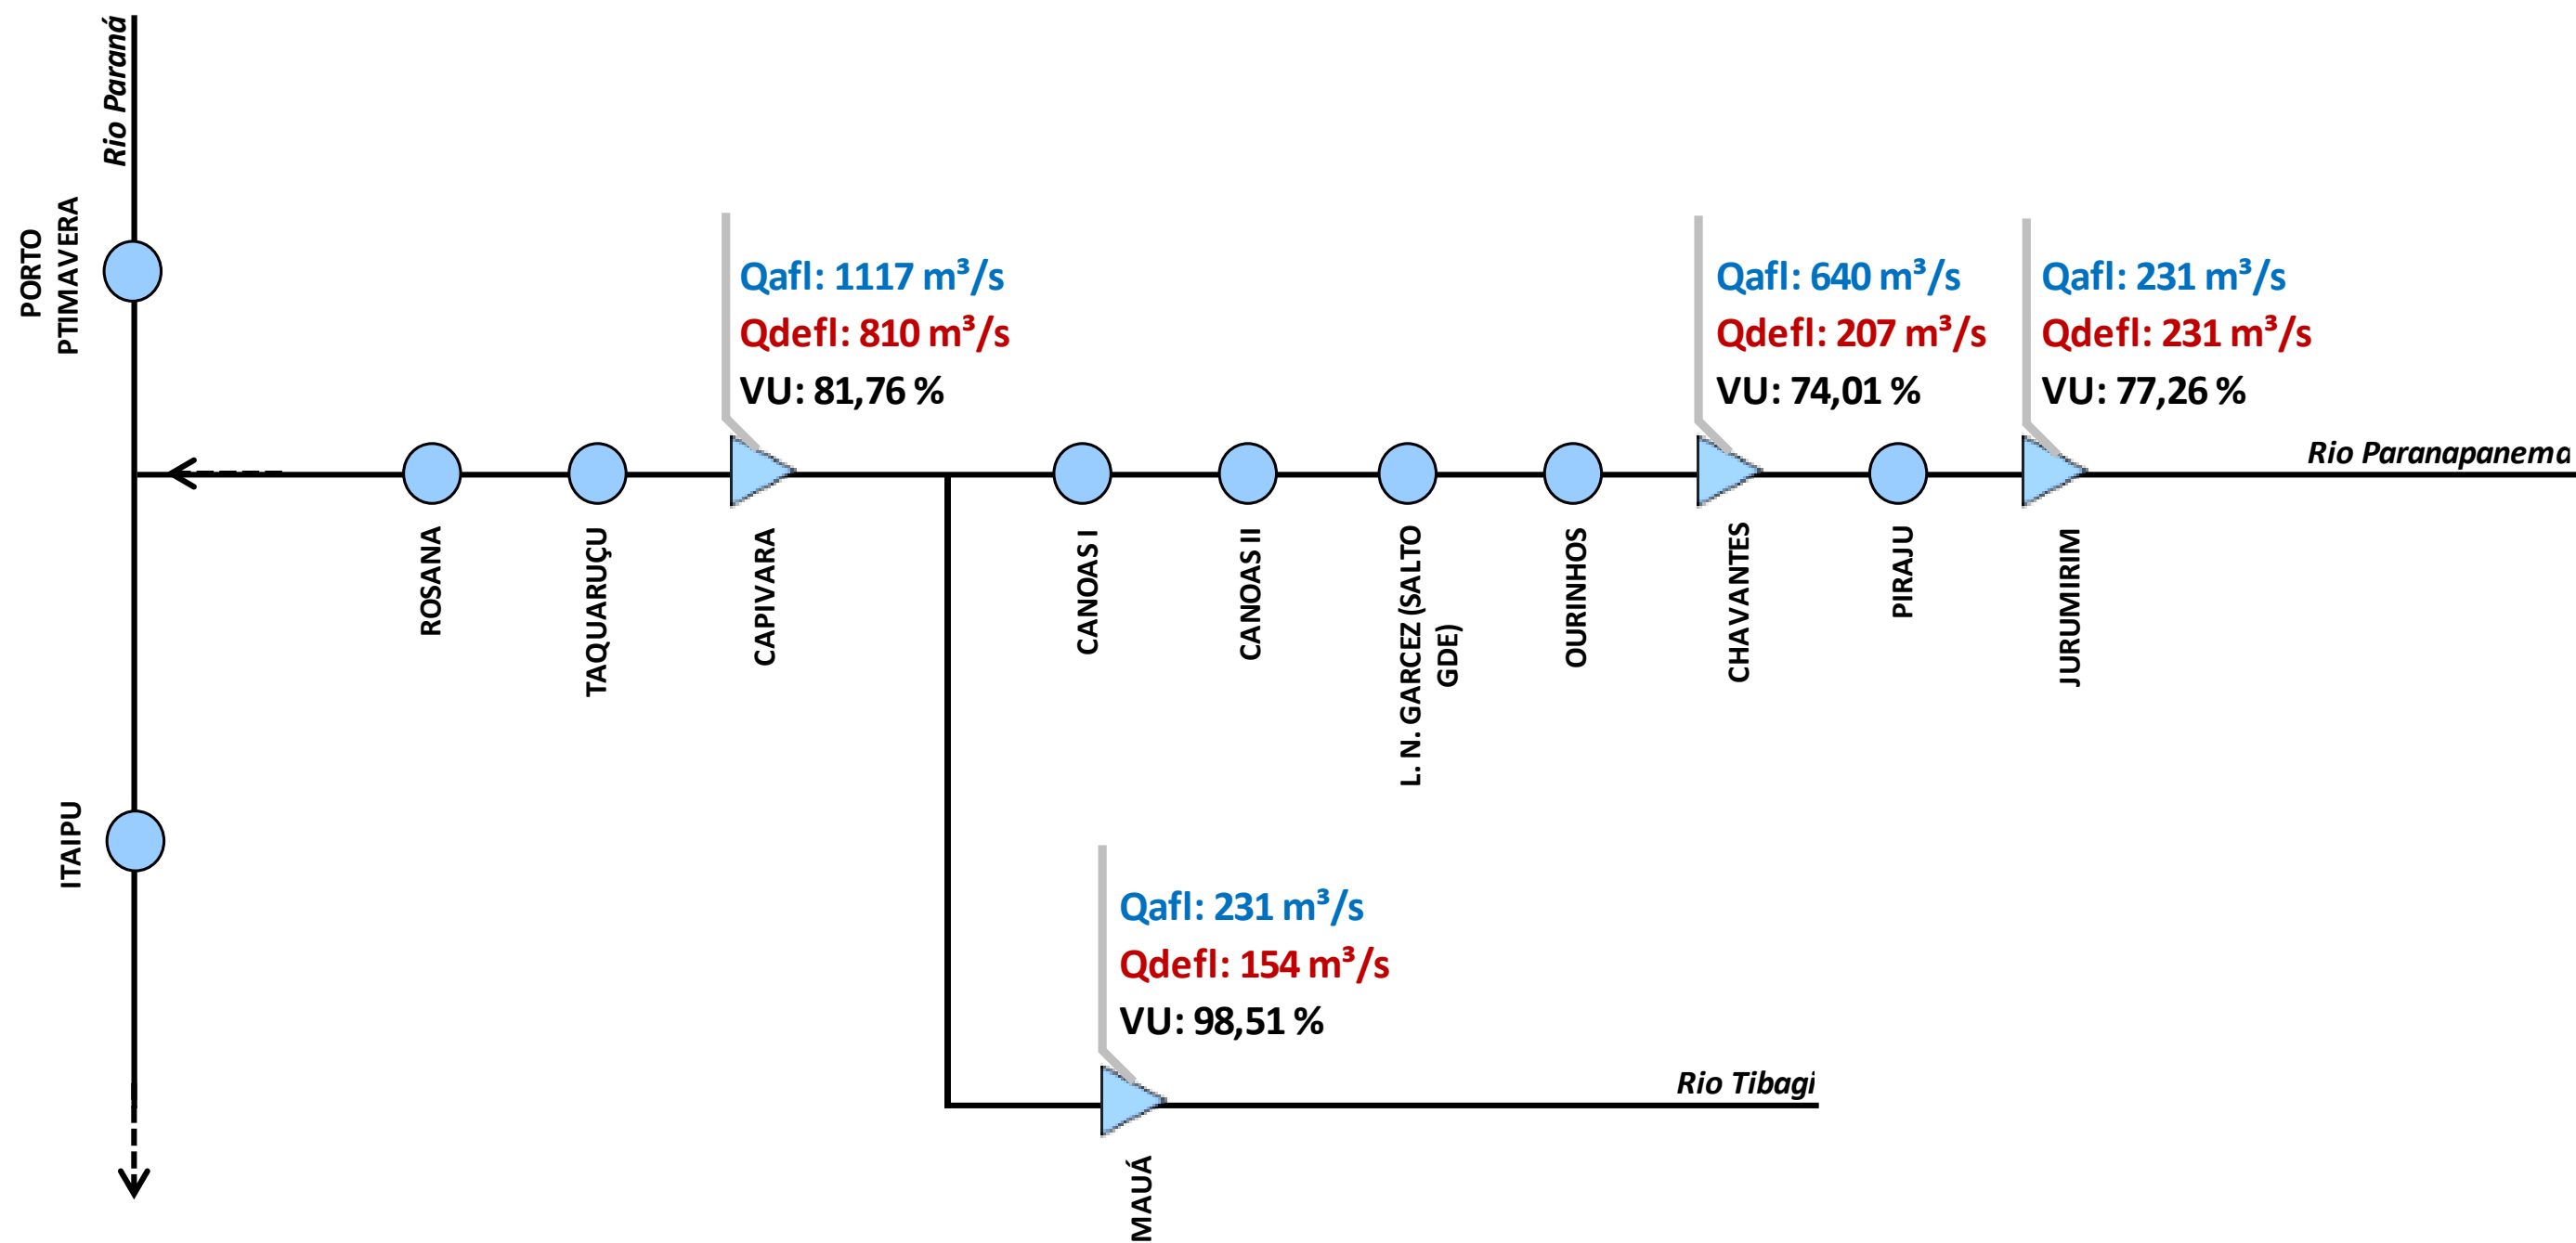 Rio Paraná
PORTO
PTIMAVERA
Qafl: 1117 m³/s
Qdefl: 810 m³/s
VU: 81,76 %
Qafl: 640 m³/s
Qdefl: 207 m³/s
VU: 74,01 %
Qafl: 231 m³/s
Qdefl: 231 m³/s
VU: 77,26 %
Rio Paranapanema
ROSANA
TAQUARUÇU
CAPIVARA
CANOAS I
CANOAS II
L. N. GARCEZ (SALTO
GDE)
OURINHOS
CHAVANTES
PIRAJU
JURUMIRIM
ITAIPU
Qafl: 231 m³/s
Qdefl: 154 m³/s
VU: 98,51 %
Rio Tibagi
MAUÁ